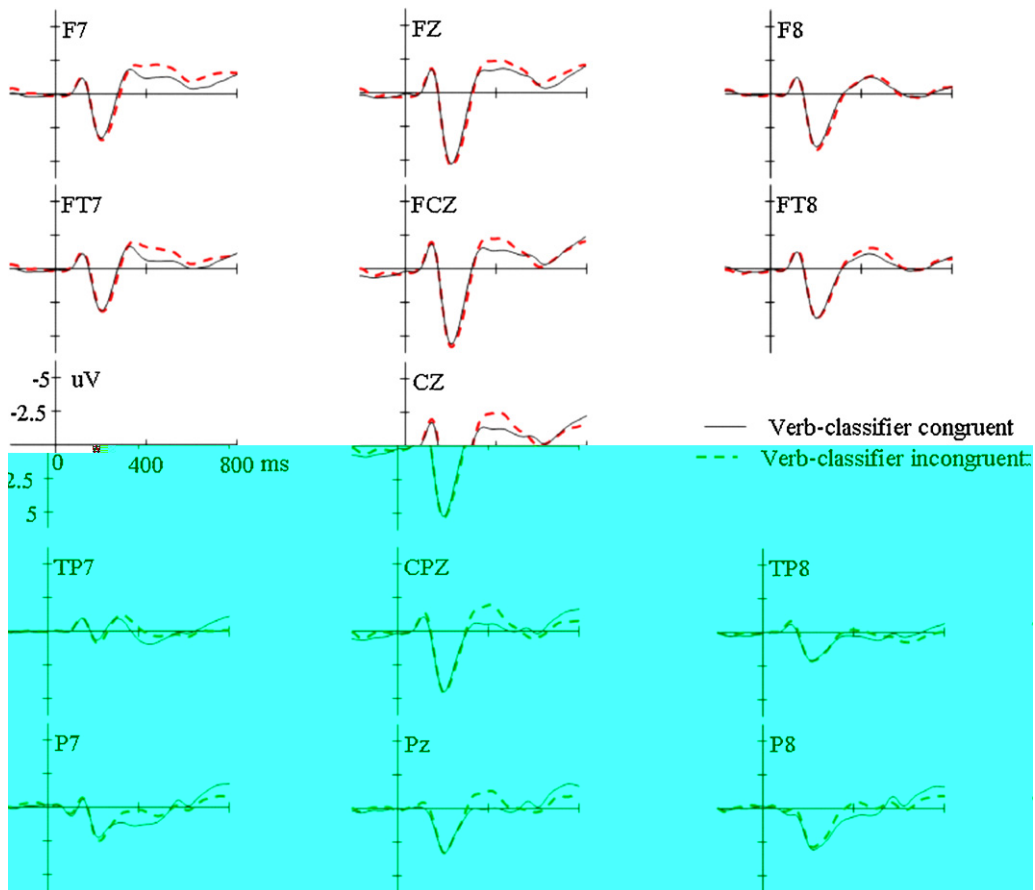 F7 FZ F8
FT7 FCZ FT8
-5 uV CZ
-2.5
Verb-classifier congruent
0 400 800 ms Verb-classifier incongruent
2.5
5
TP7 CPZ TP8
P7 Pz P8